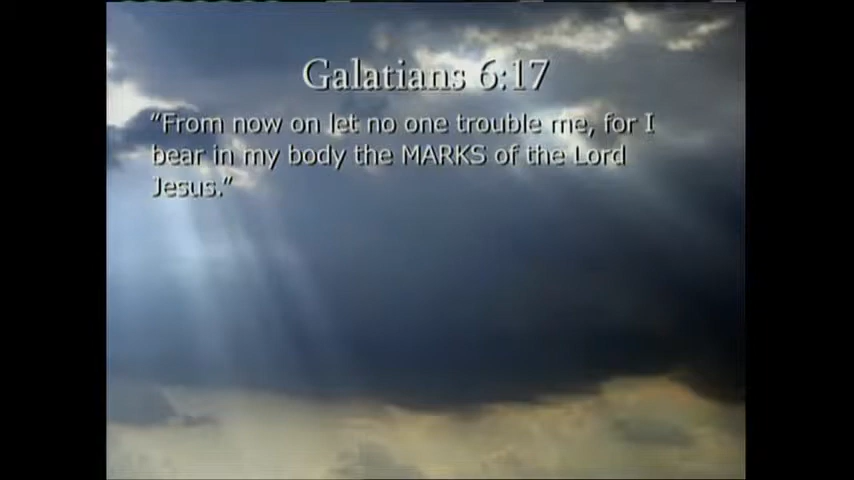 Galatians 6:17
“From now on let no one trouble me, for I
bear in my body the MARKS of the Lord
Jesus.”